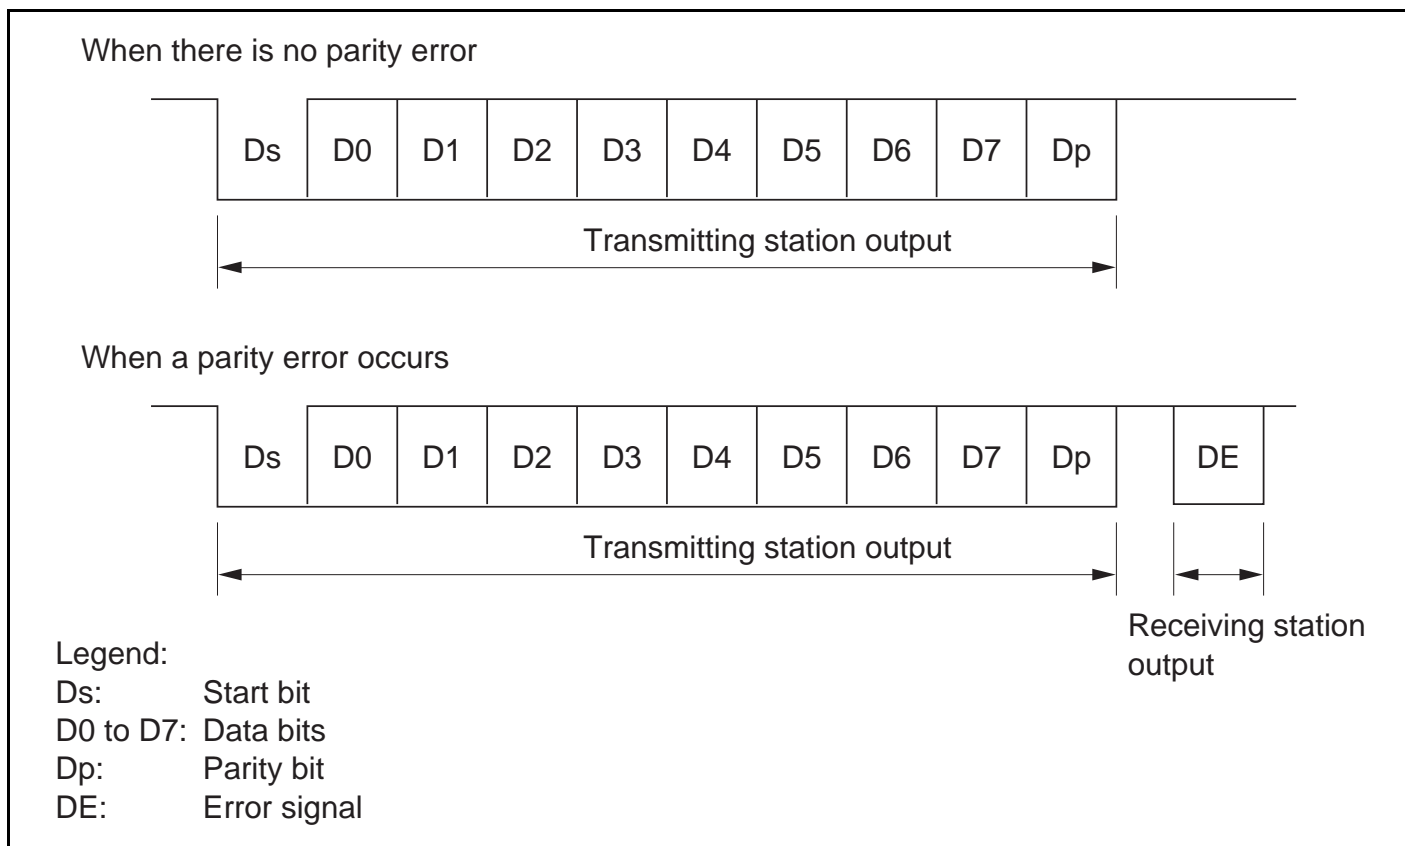 When there is no parity error
Ds D0 D1 D2 D3 D4 D5 D6 D7 Dp
Transmitting station output
When a parity error occurs
Ds D0 D1 D2 D3 D4 D5 D6 D7 Dp DE
Transmitting station output
Receiving station
output
Legend:
Ds: Start bit
D0 to D7: Data bits
Dp: Parity bit
DE: Error signal